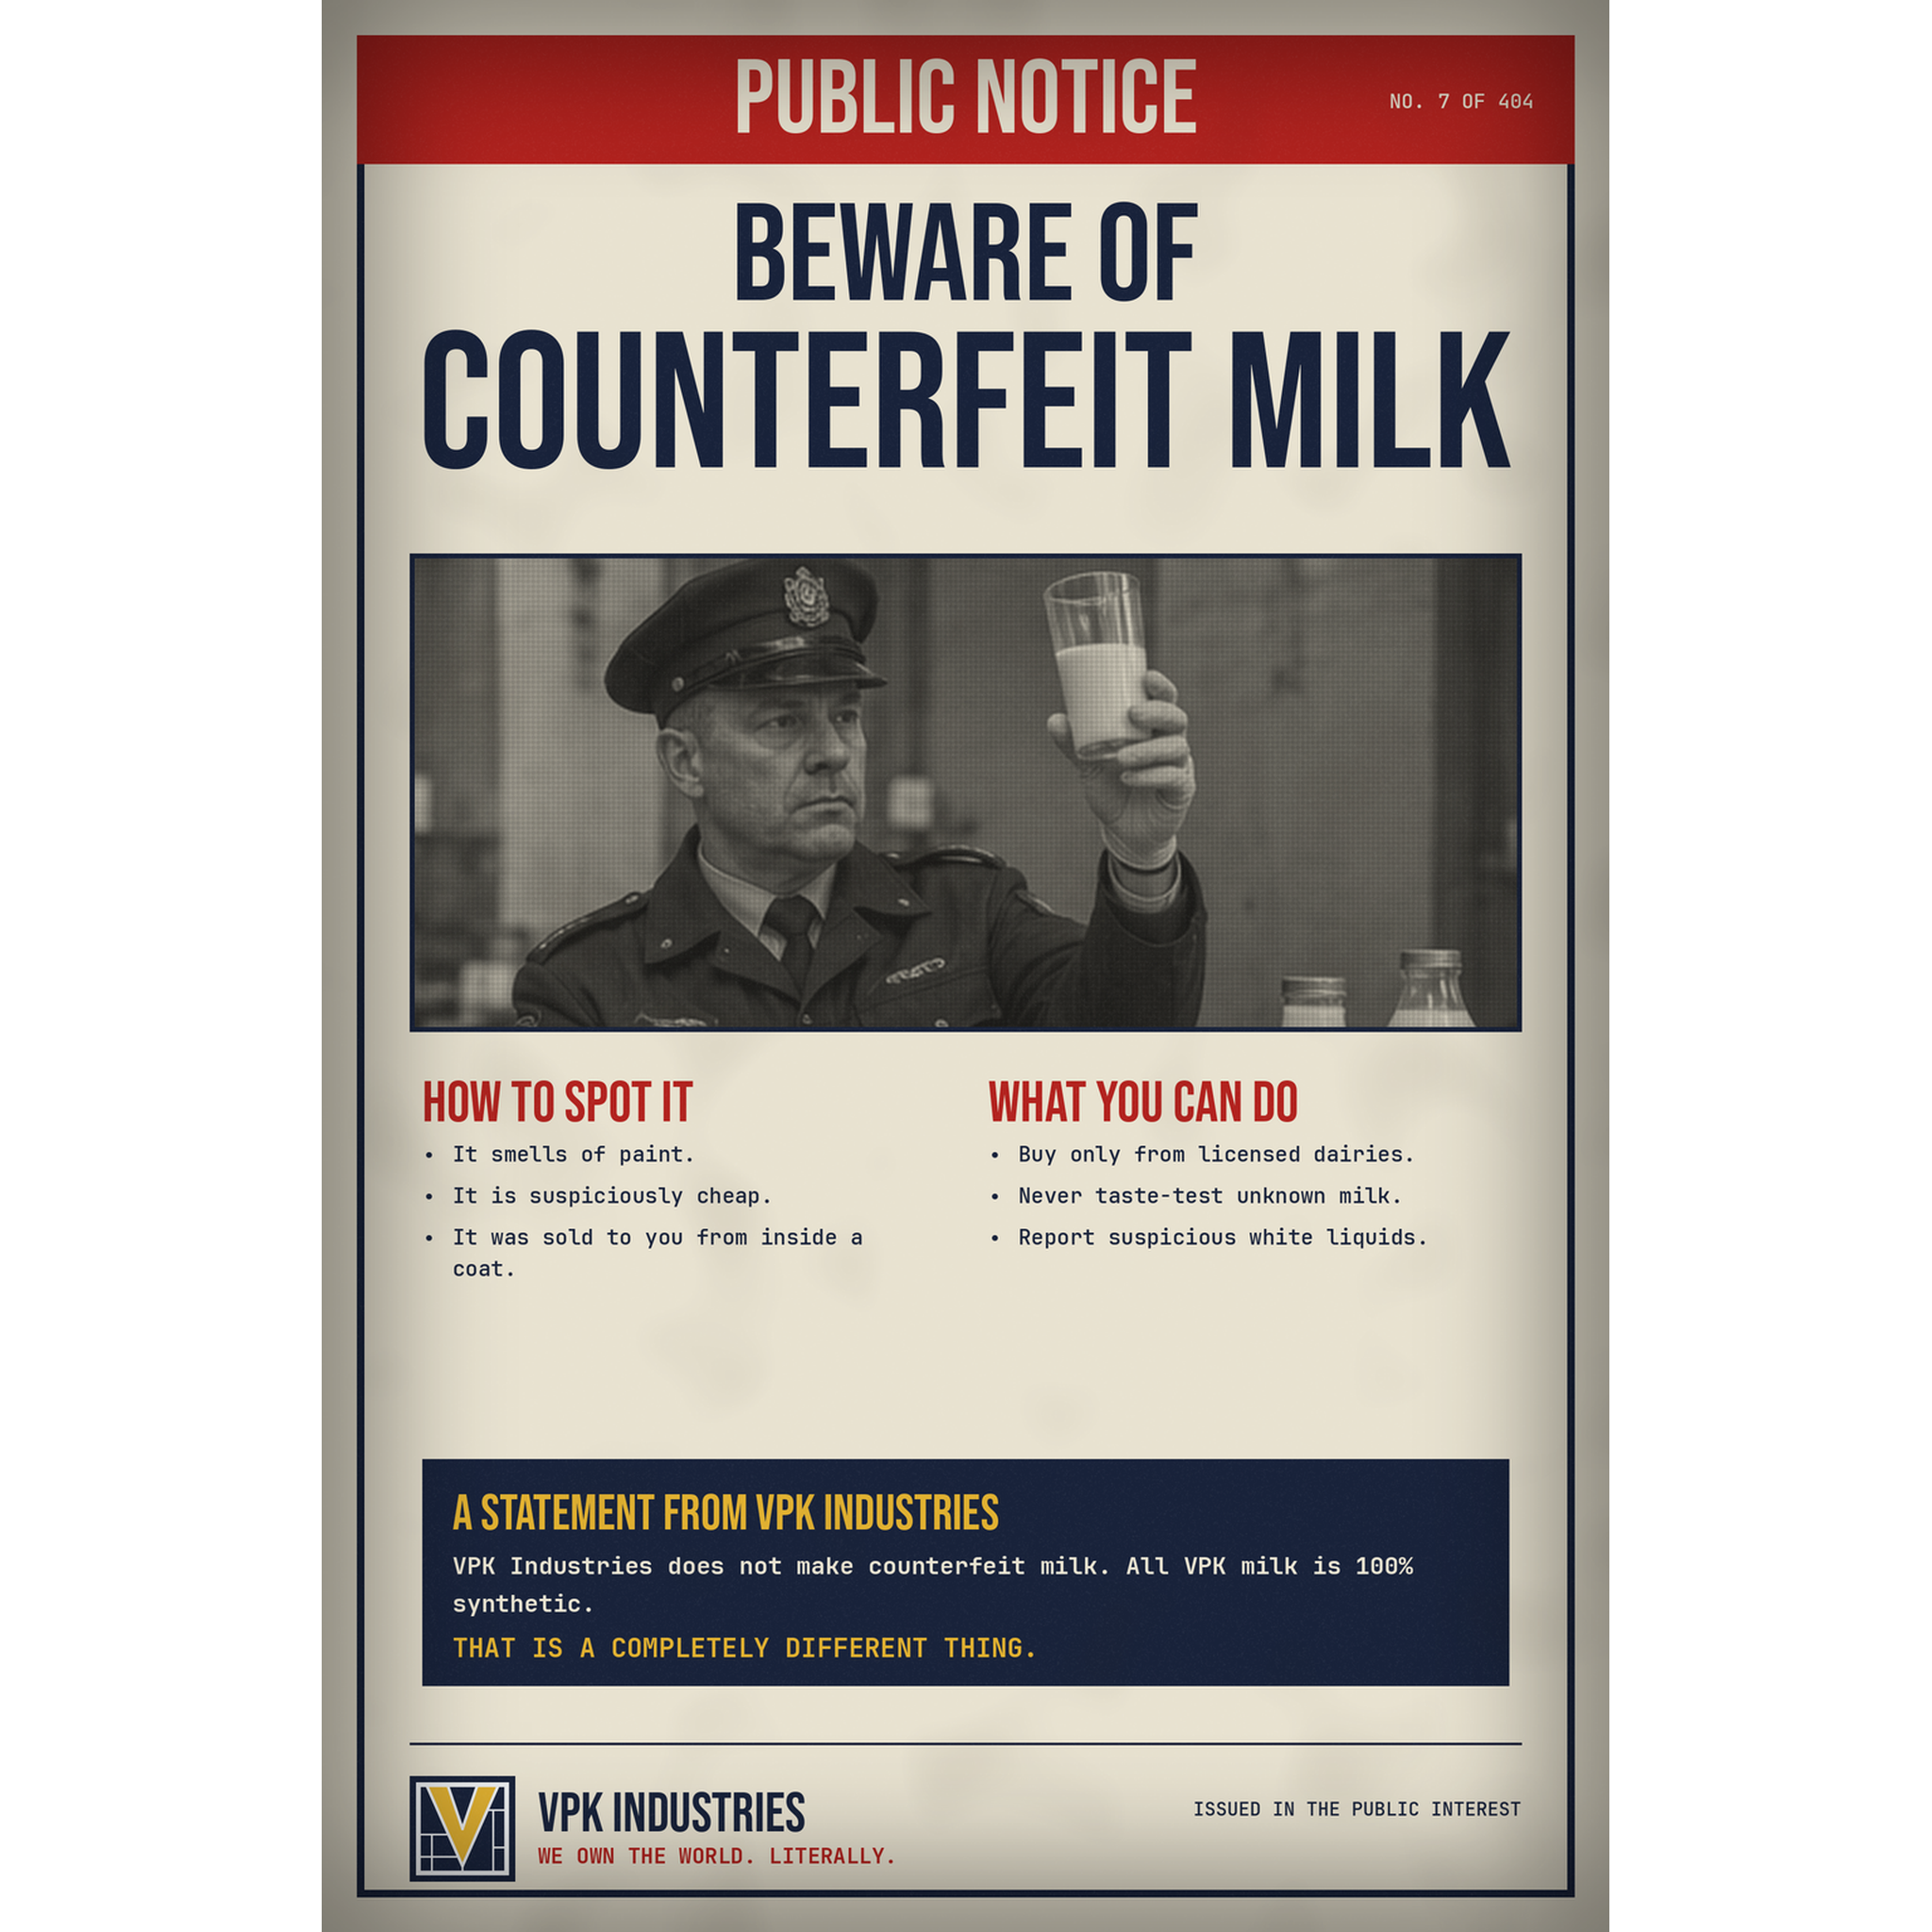 PUBLIC NOTICE
NO. 7 OF 404
BEWARE OF
COUNTERFEIT MILK
HOW TO SPOT IT
• It smells of paint.
• It is suspiciously cheap.
• It was sold to you from inside a
coat.
WHAT YOU CAN DO
• Buy only from licensed dairies.
• Never taste-test unknown milk.
• Report suspicious white liquids.
A STATEMENT FROM VPK INDUSTRIES
VPK Industries does not make counterfeit milk. All VPK milk is 100%
synthetic.
THAT IS A COMPLETELY DIFFERENT THING.
V
VPK INDUSTRIES
WE OWN THE WORLD. LITERALLY.
ISSUED IN THE PUBLIC INTEREST